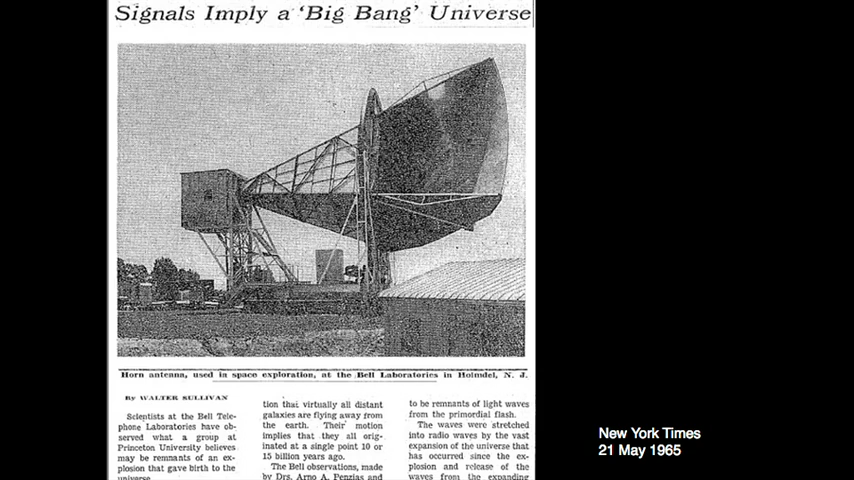 Signals Imply a ‘Big Bang’ Universe
Horn antenna, used in space exploration, at the Bell Laboratories in Holmdel, N. J.
By WALTER SULLIVAN
Scientists at the Bell Tele-
phone Laboratories have ob-
served what a group at
Princeton University believes
may be remnants of an ex-
plosion that gave birth to the
universe
tion that virtually all distant
galaxies are flying away from
the earth. Their motion
implies that they all orig-
inated at a single point 10 or
15 billion years ago.
The Bell observations, made
by Drs. Arno A. Penzias and
to be remnants of light waves
from the primordial flash.
The waves were stretched
into radio waves by the vast
expansion of the universe that
has occurred since the ex-
plosion and release of the
waves from the expanding
New York Times
21 May 1965